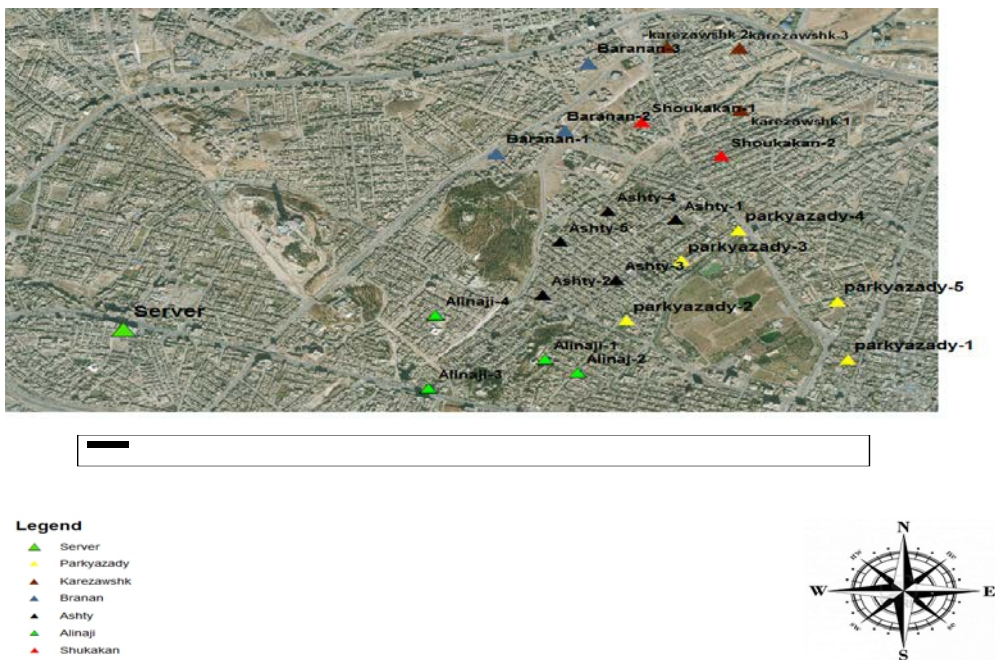 -karezawshk 2
karezawshk-3
Baranan-3
Shoukakan-1
Baranan-2
karezawshk-1
Baranan-1
Shoukakan-2
Ashty-4
Ashty-1
parkyazady-4
Ashty-5
parkyazady-3
Ashty-3
Ashty-2
parkyazady-5
Alinaji-4
parkyazady-2
Server
Alinaji-1
parkyazady-1
Alinaj-2
Alinaji-3
Legend
Server
Parkyazady
Karezawshk
Branan
Ashty
Alinaji
Shukakan
N
NW
W
E
SW
S